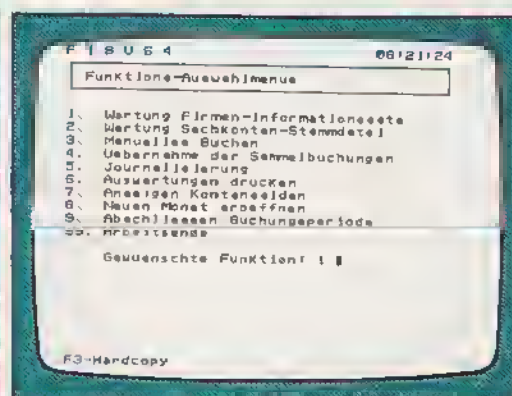 FIBU64 06:21:24
Funktions-Auswahlmenue
1. Wartung Firmen-Informationssets
2. Wartung Sachkonten-Stammdatei
3. Manuelles Buchen
4. Uebernahme der Sammelbuchungen
5. Journalisierung
6. Auswertungen drucken
7. Anzeigen Kontensalden
8. Neuen Monat eroeffnen
9. Abschliessen Buchungsperiode
99. Arbeitsende
Gewuenschte Funktion:
F3-Hardcopy